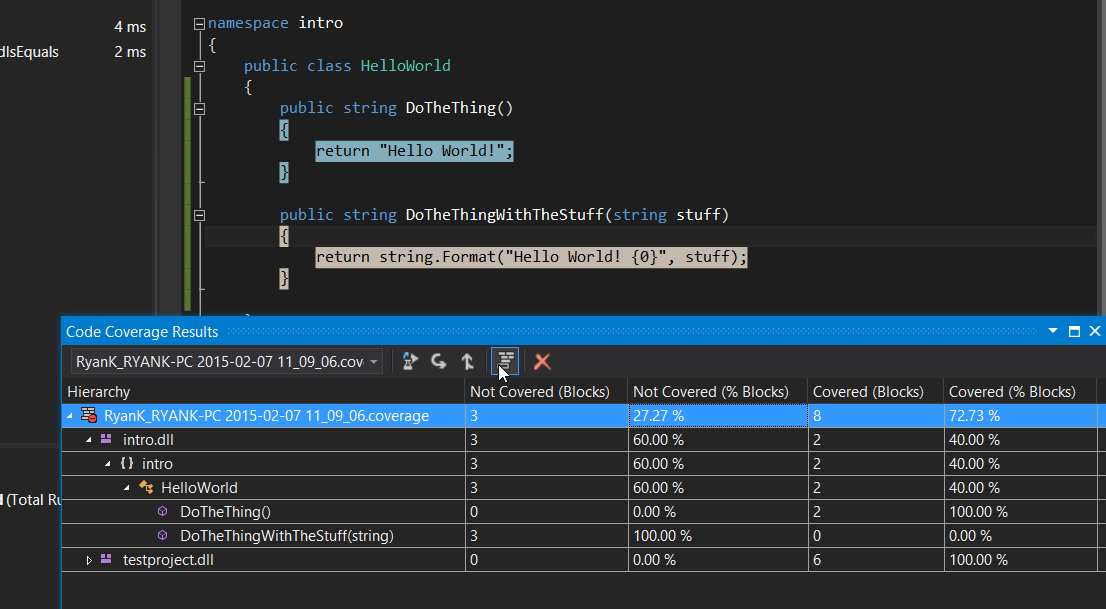 4 ms
dIsEquals 2 ms
namespace intro
{
public class HelloWorld
{
public string DoTheThing()
{
return "Hello World!";
}
public string DoTheThingWithTheStuff(string stuff)
{
return string.Format("Hello World! {0}", stuff);
}
Code Coverage Results
RyanK_RYANK-PC 2015-02-07 11_09_06.cov
Hierarchy Not Covered (Blocks) Not Covered (% Blocks) Covered (Blocks) Covered (% Blocks)
RyanK_RYANK-PC 2015-02-07 11_09_06.coverage 3 27.27 % 8 72.73 %
intro.dll 3 60.00 % 2 40.00 %
{} intro 3 60.00 % 2 40.00 %
HelloWorld 3 60.00 % 2 40.00 %
DoTheThing() 0 0.00 % 2 100.00 %
DoTheThingWithTheStuff(string) 3 100.00 % 0 0.00 %
(Total Ru
testproject.dll 0 0.00 % 6 100.00 %